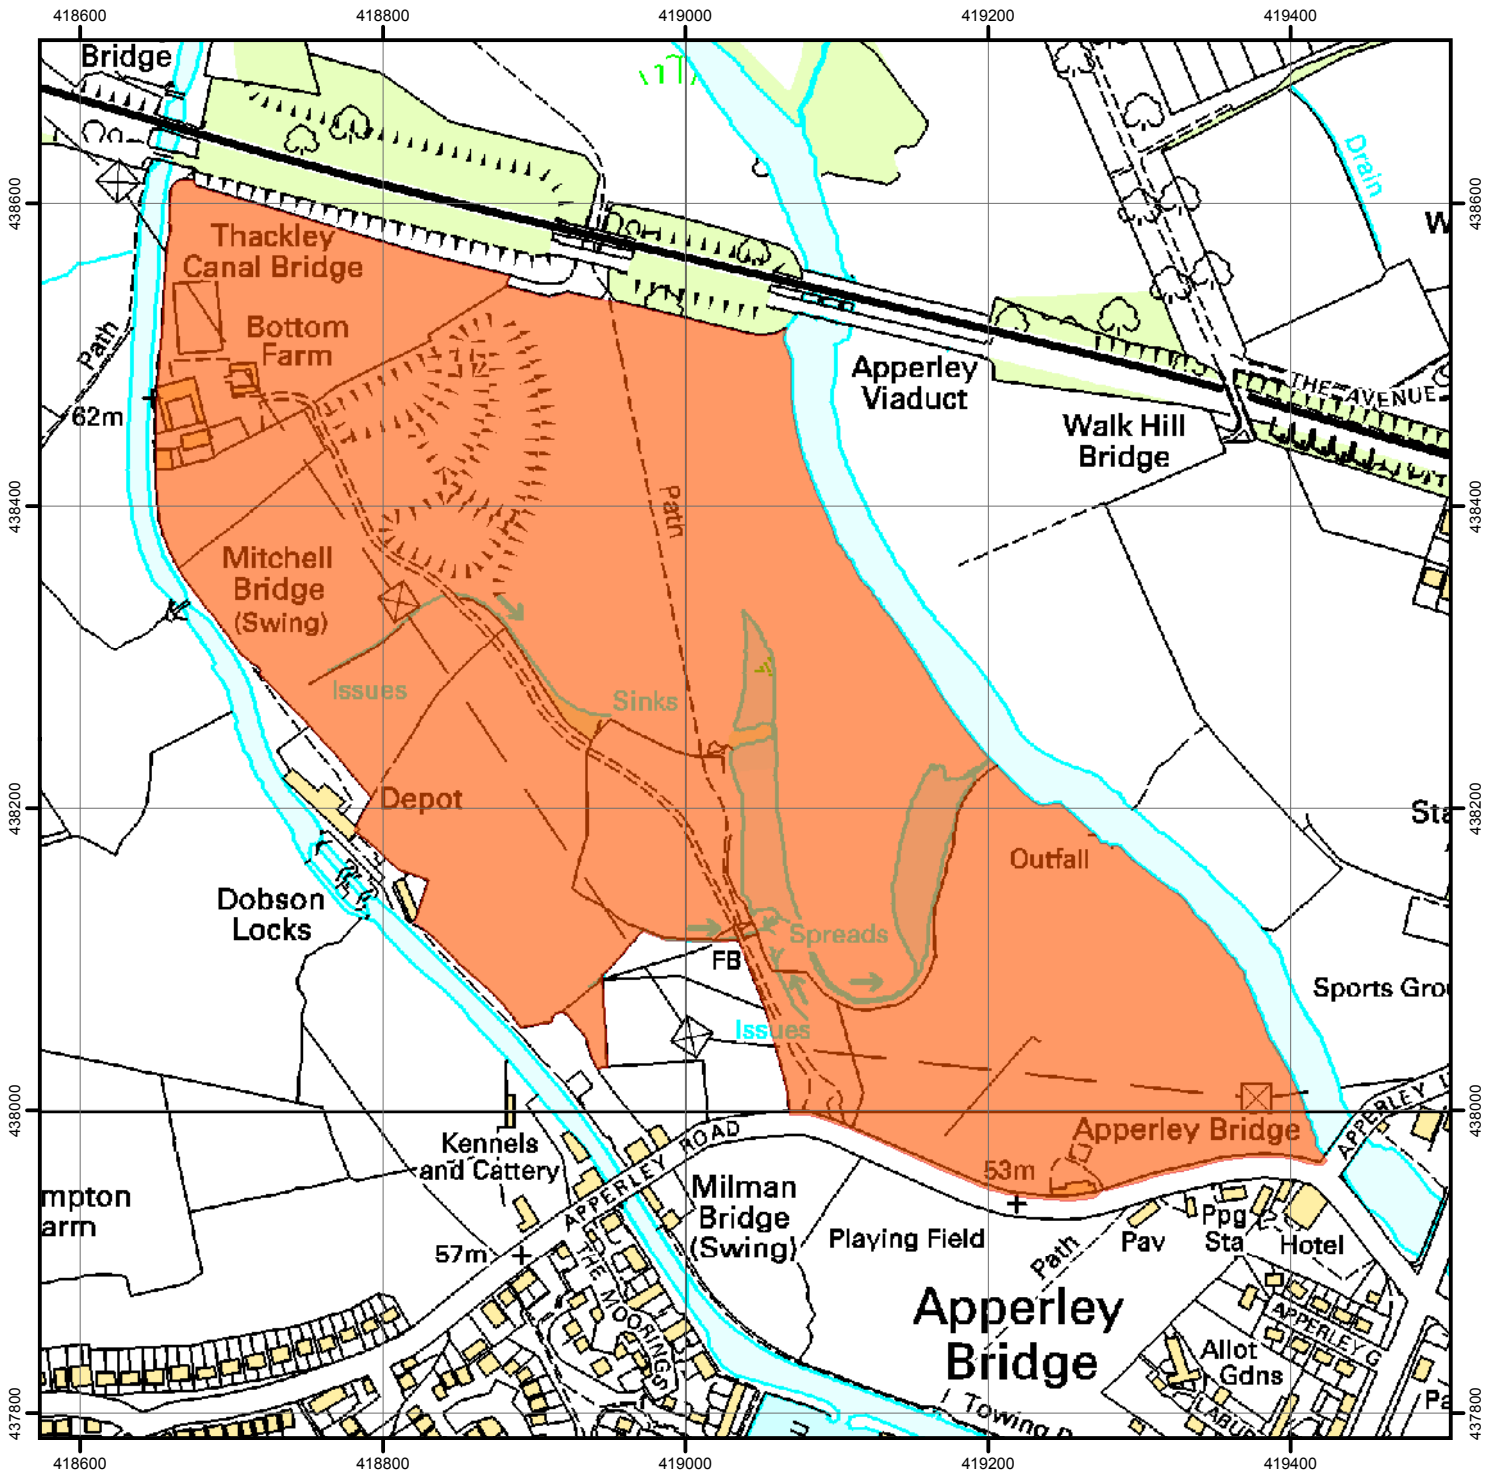 418600
418800
419000
419200
419400
Bridge
Drain
438600
438600
W
Thackley
Canal Bridge
Path
Bottom
Farm
62m
Apperley
Viaduct
THE AVENUE
Walk Hill
Bridge
438400
438400
Path
Mitchell
Bridge
(Swing)
Issues
Sinks
438200
438200
Depot
Sta
Outfall
Dobson
Locks
Spreads
FB
Sports Grou
Issues
438000
438000
APPERLEY L
Kennels
and Cattery
APPERLEY ROAD
Apperley Bridge
53m
mpton
arm
Milman
Bridge
(Swing)
Playing Field
Path
Pav
Ppg
Sta
Hotel
57m
THE MOORINGS
Apperley
Bridge
APPERLEY G
Allot
Gdns
LABUR
Pa
437800
437800
Towing P
418600
418800
419000
419200
419400